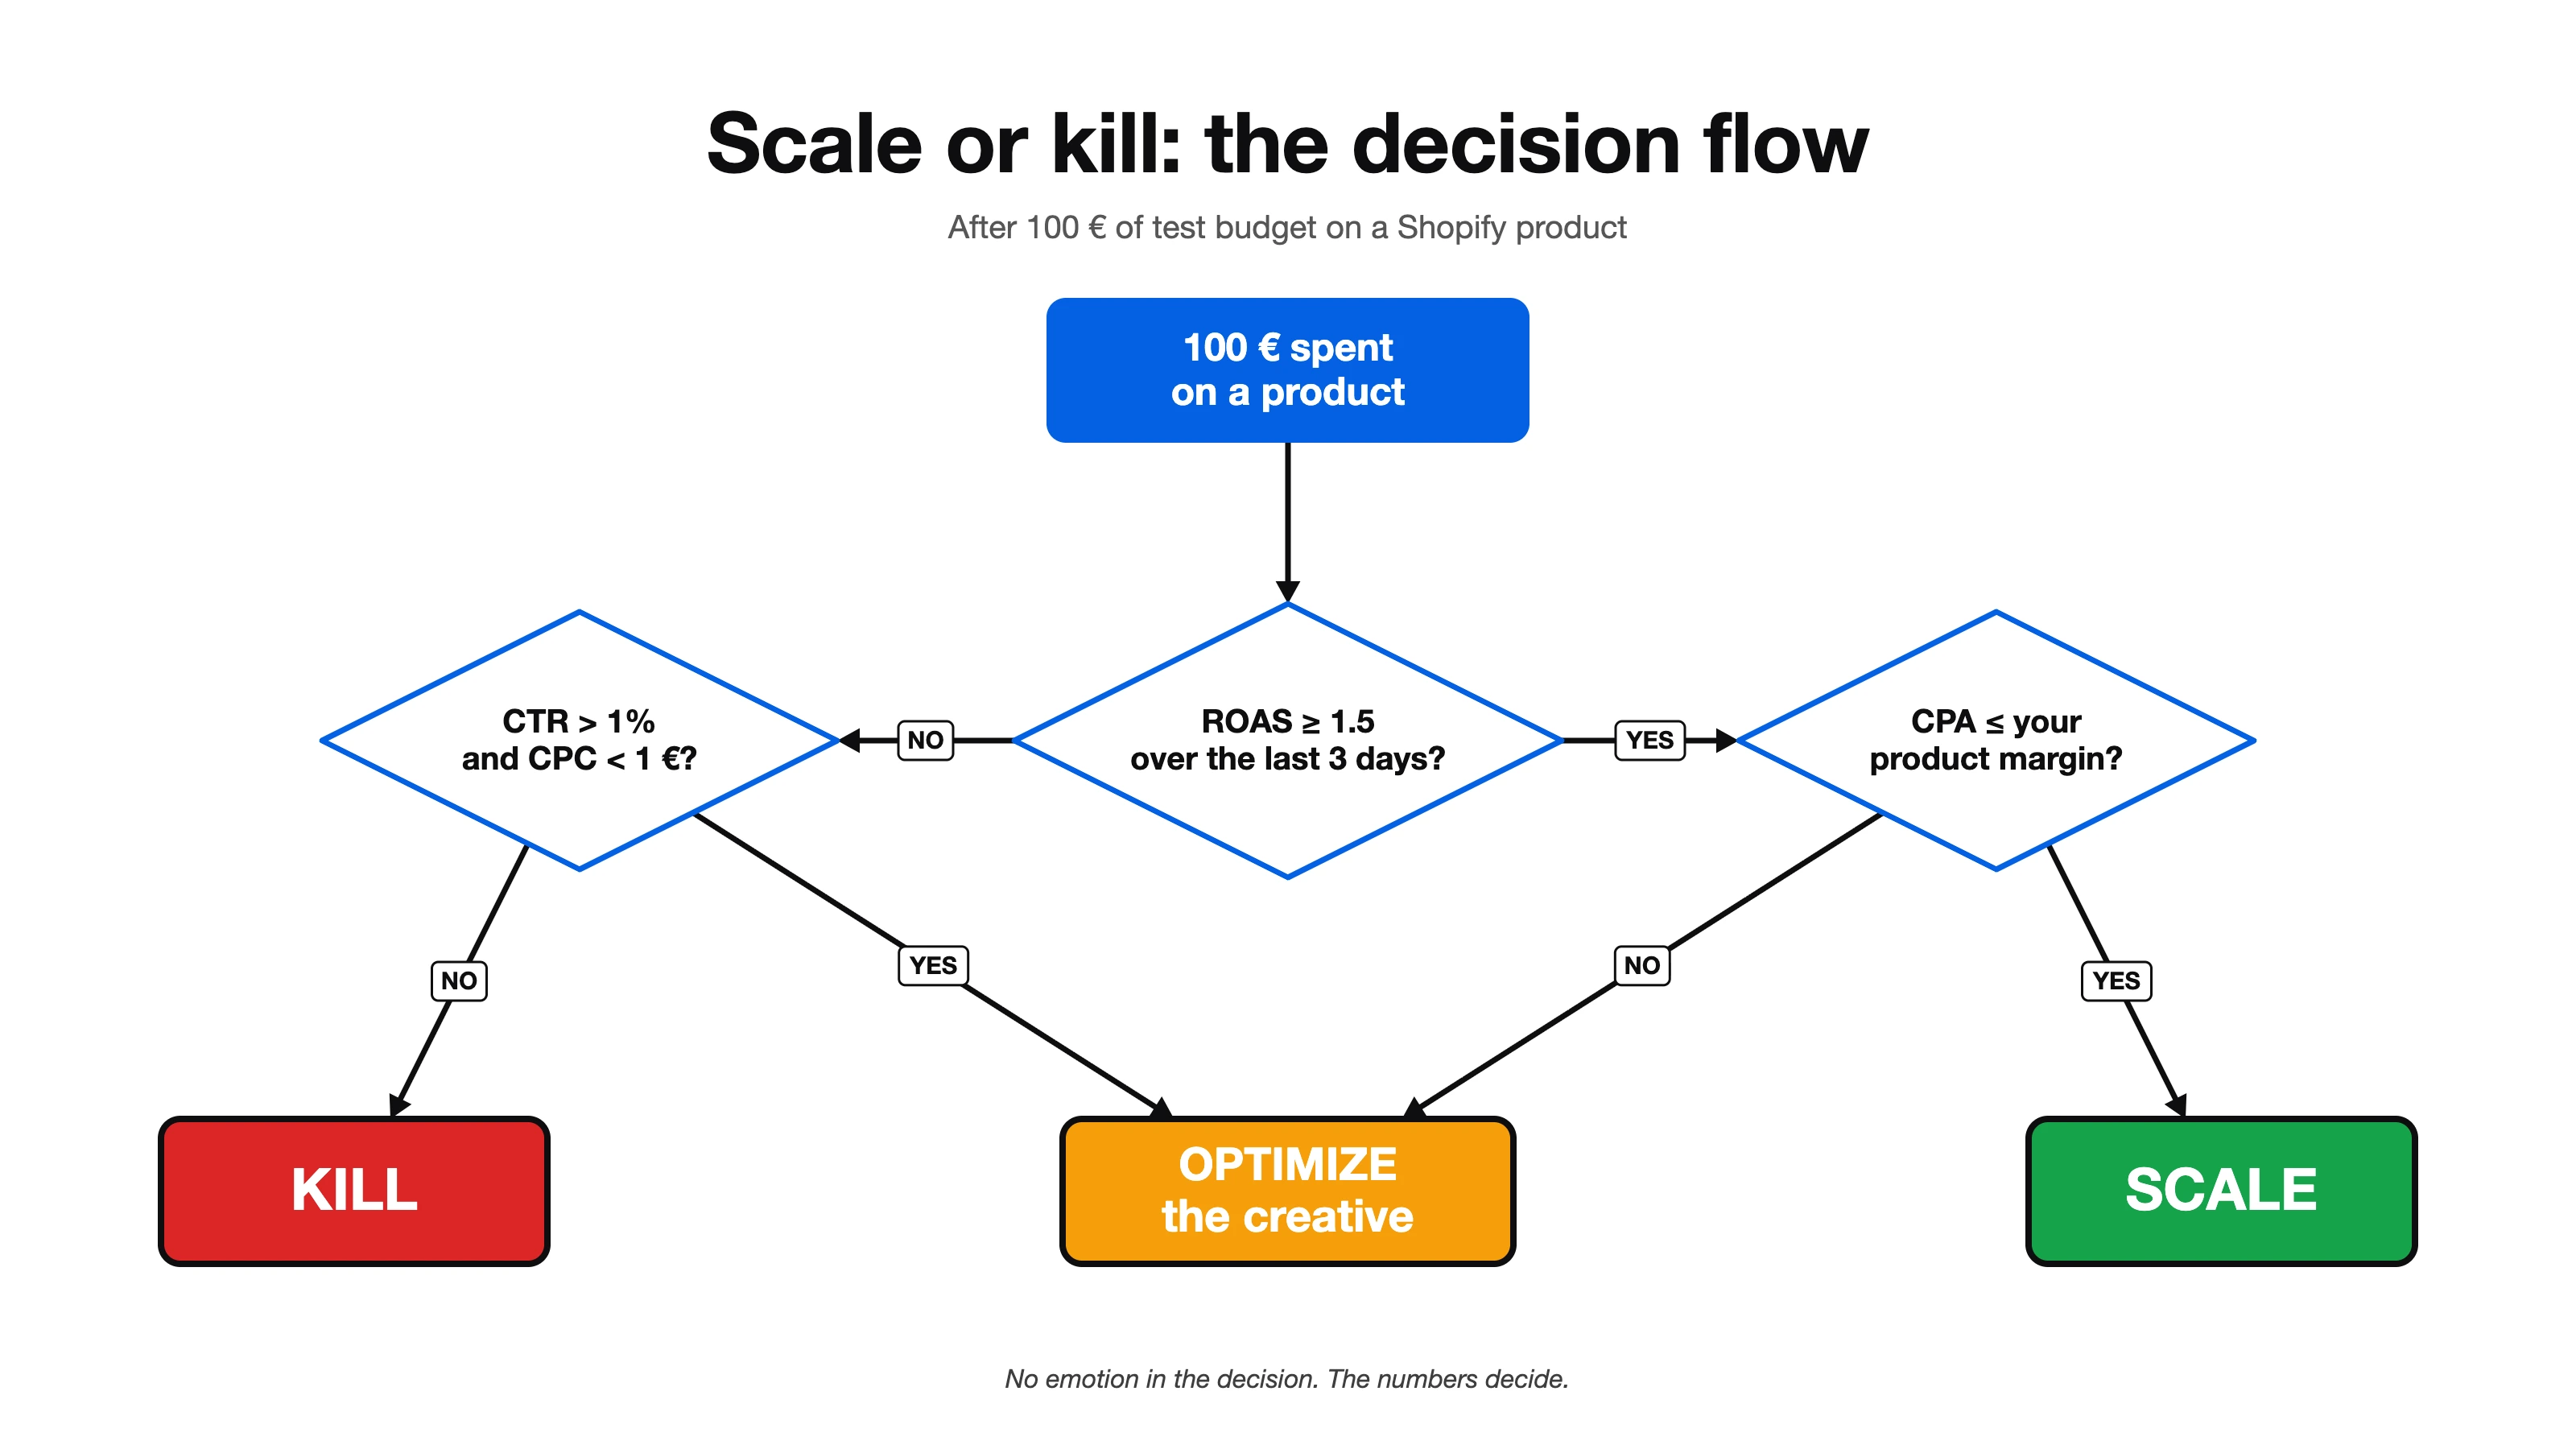 Scale or kill: the decision flow
After 100 € of test budget on a Shopify product
100 € spent
on a product
CTR > 1%
and CPC < 1 €?
NO
ROAS ≥ 1.5
over the last 3 days?
YES
CPA ≤ your
product margin?
NO
YES
NO
YES
KILL
OPTIMIZE
the creative
SCALE
No emotion in the decision. The numbers decide.